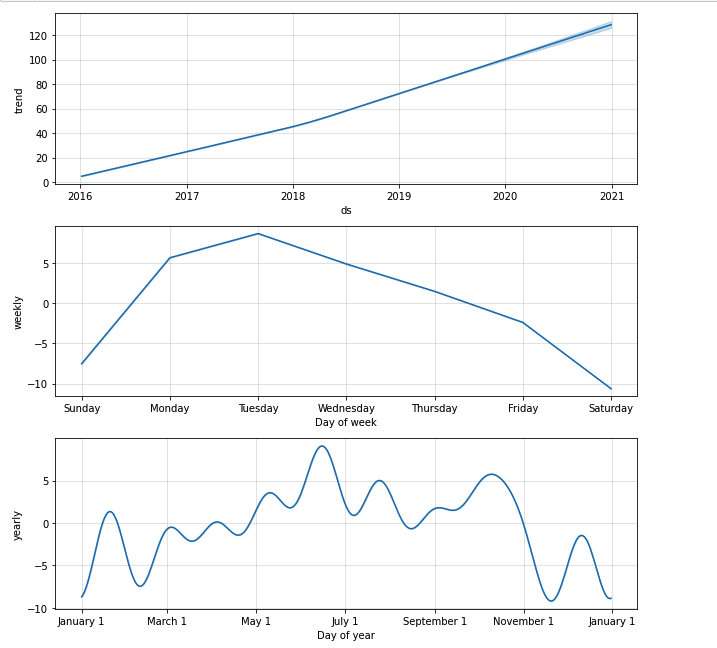 trend
120
100
80
60
40
20
0
2016 2017 2018 2019 2020 2021
ds
weekly
5
0
−5
−10
Sunday Monday Tuesday Wednesday Thursday Friday Saturday
Day of week
yearly
5
0
−5
−10
January 1 March 1 May 1 July 1 September 1 November 1 January 1
Day of year